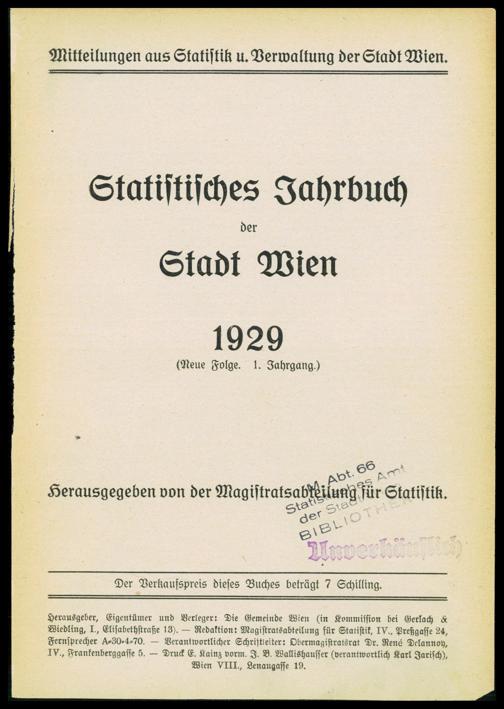 Mitteilungen aus Statistik u. Verwaltung der Stadt Wien.
Statistisches Jahrbuch
der
Stadt Wien
1929
(Neue Folge. 1. Jahrgang.)
M. Abt. 66
Statistisches Amt
der Stadt
BIBLIOTHEK
Herausgegeben von der Magistratsabteilung für Statistik.
Unverkäuflich
Der Verkaufspreis dieses Buches beträgt 7 Schilling.
Herausgeber, Eigentümer und Verleger: Die Gemeinde Wien (in Kommission bei Gerlach &
Wiedling, I., Elisabethstraße 13). — Redaktion: Magistratsabteilung für Statistik, IV., Preßgasse 24,
Fernsprecher A-30-4-70. — Verantwortlicher Schriftleiter: Obermagistratsrat Dr. René Delannoy,
IV., Frankenberggasse 5. — Druck E. Kainz vorm. J. B. Wallishausser (verantwortlich Karl Jarisch),
Wien VIII., Lenaugasse 19.